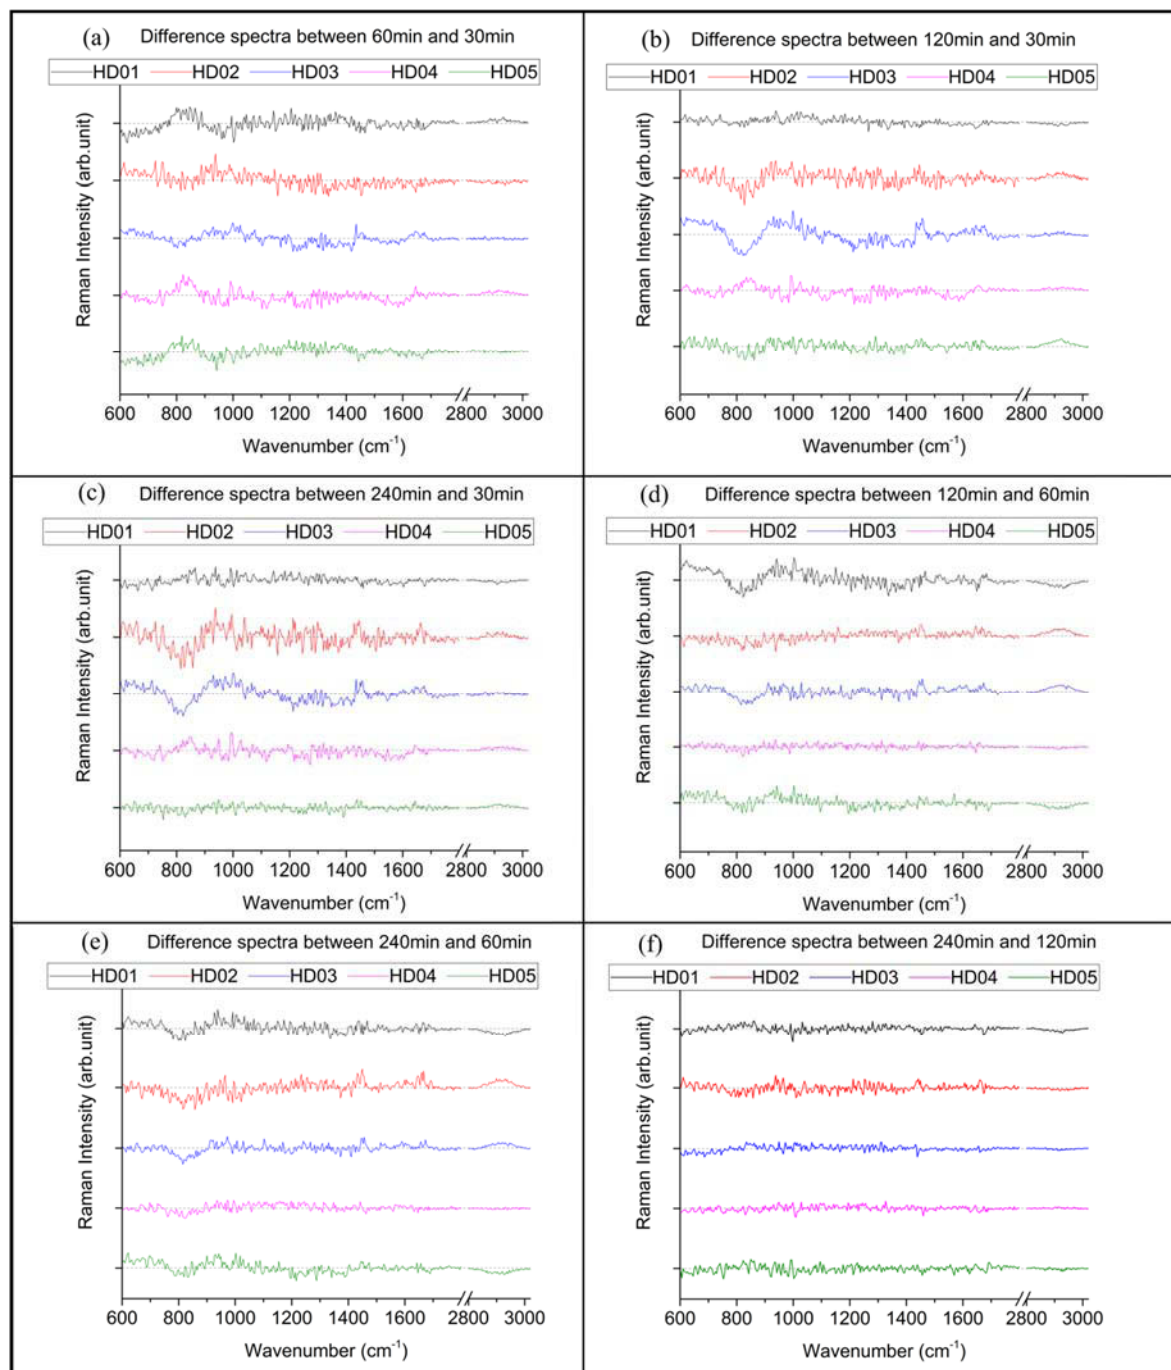 (a) Difference spectra between 60min and 30min
HD01 HD02 HD03 HD04 HD05
Raman Intensity (arb.unit)
600 800 1000 1200 1400 1600 2800 3000
Wavenumber (cm-1)
(b) Difference spectra between 120min and 30min
HD01 HD02 HD03 HD04 HD05
Raman Intensity (arb.unit)
600 800 1000 1200 1400 1600 2800 3000
Wavenumber (cm-1)
(c) Difference spectra between 240min and 30min
HD01 HD02 HD03 HD04 HD05
Raman Intensity (arb.unit)
600 800 1000 1200 1400 1600 2800 3000
Wavenumber (cm-1)
(d) Difference spectra between 120min and 60min
HD01 HD02 HD03 HD04 HD05
Raman Intensity (arb.unit)
600 800 1000 1200 1400 1600 2800 3000
Wavenumber (cm-1)
(e) Difference spectra between 240min and 60min
HD01 HD02 HD03 HD04 HD05
Raman Intensity (arb.unit)
600 800 1000 1200 1400 1600 2800 3000
Wavenumber (cm-1)
(f) Difference spectra between 240min and 120min
HD01 HD02 HD03 HD04 HD05
Raman Intensity (arb.unit)
600 800 1000 1200 1400 1600 2800 3000
Wavenumber (cm-1)